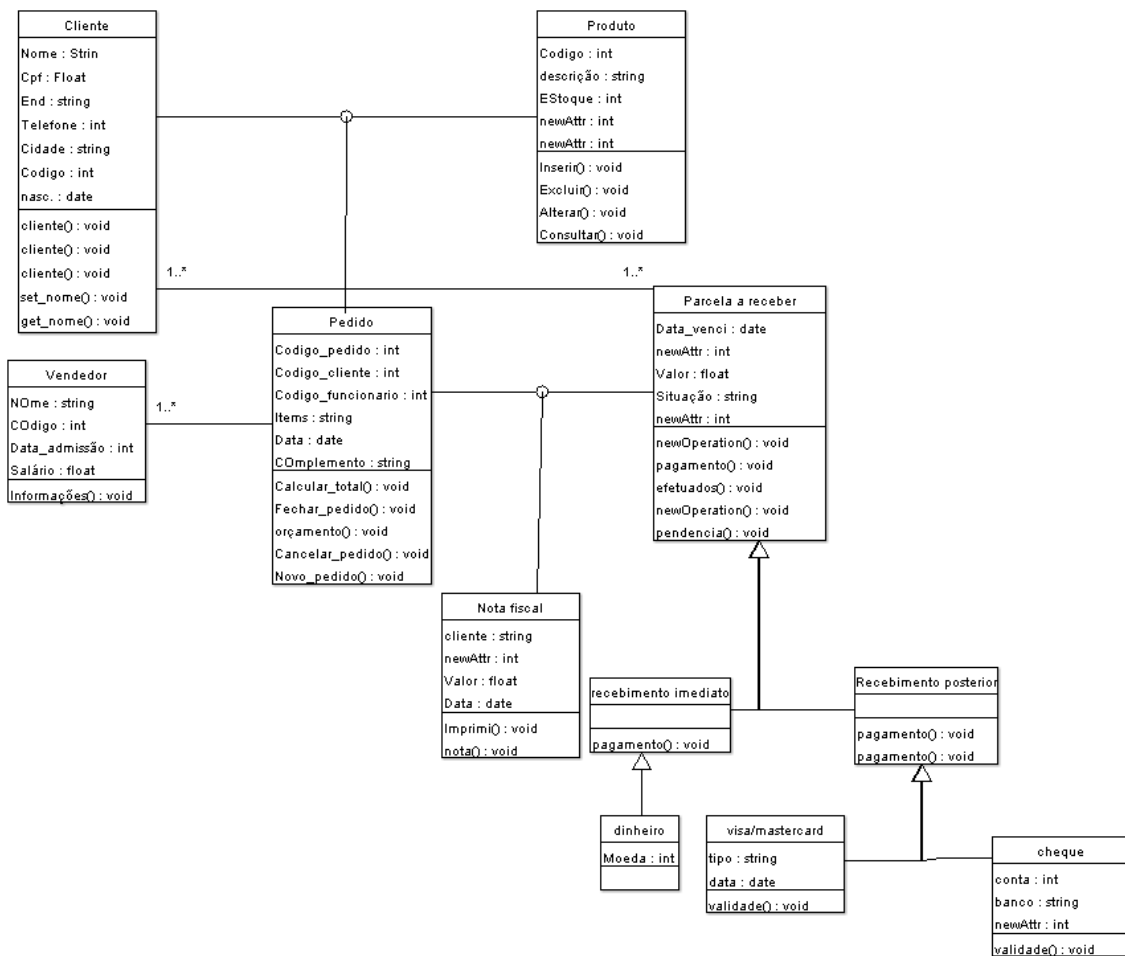 Cliente
Nome : Strin
Cpf : Float
End : string
Telefone : int
Cidade : string
Codigo : int
nasc. : date
cliente() : void
cliente() : void
cliente() : void
set_nome() : void
get_nome() : void
Produto
Codigo : int
descrição : string
EStoque : int
newAttr : int
newAttr : int
Inserir() : void
Excluir() : void
Alterar() : void
Consultar() : void
1..*
1..*
Parcela a receber
Data_venci : date
newAttr : int
Valor : float
Situação : string
newAttr : int
newOperation() : void
pagamento() : void
efetuados() : void
newOperation() : void
pendencia() : void
Pedido
Codigo_pedido : int
Codigo_cliente : int
Codigo_funcionario : int
Items : string
Data : date
COmplemento : string
Calcular_total() : void
Fechar_pedido() : void
orçamento() : void
Cancelar_pedido() : void
Novo_pedido() : void
Vendedor
NOme : string
COdigo : int
Data_admissão : int
Salário : float
Informações() : void
1..*
Nota fiscal
cliente : string
newAttr : int
Valor : float
Data : date
Imprimi() : void
nota() : void
recebimento imediato
pagamento() : void
Recebimento posterior
pagamento() : void
pagamento() : void
dinheiro
Moeda : int
visa/mastercard
tipo : string
data : date
validade() : void
cheque
conta : int
banco : string
newAttr : int
validade() : void